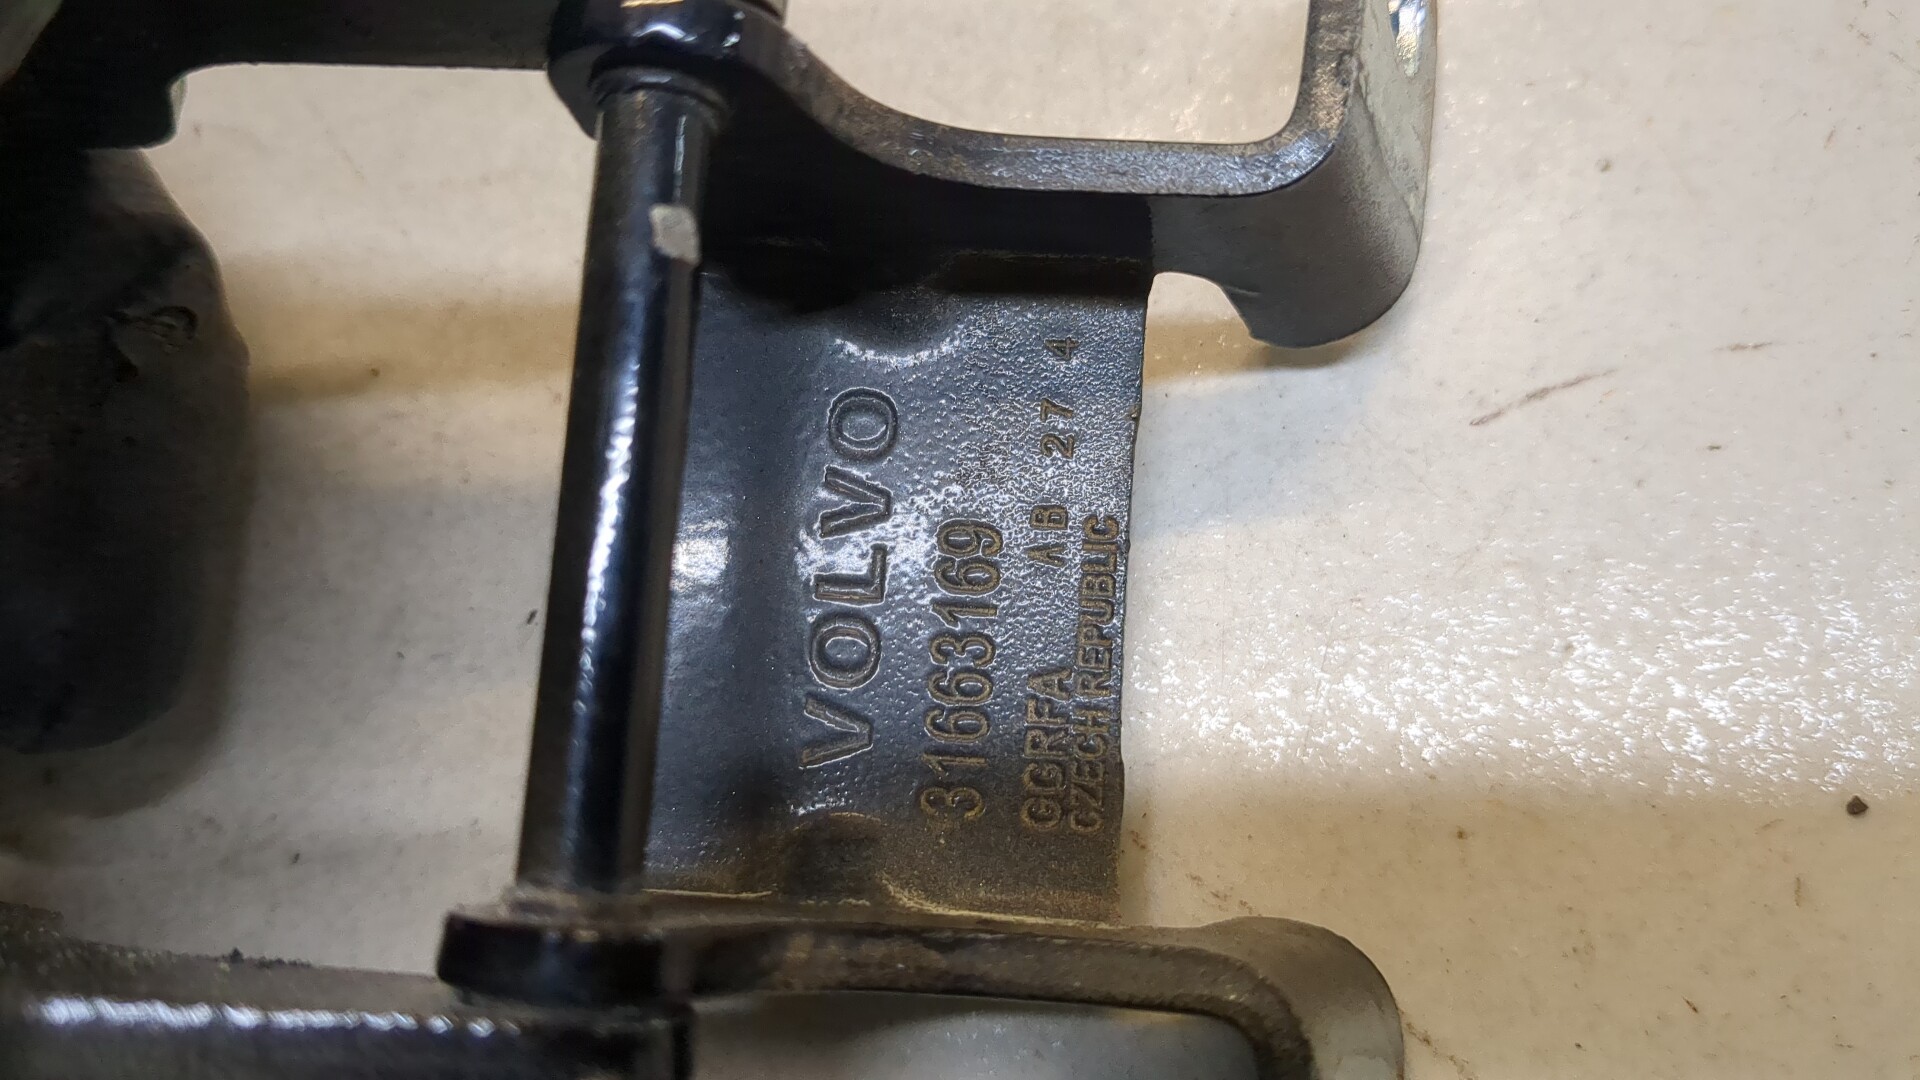 VOLVO
31663169
GGRFA AB 27 4
CZECH REPUBLIC